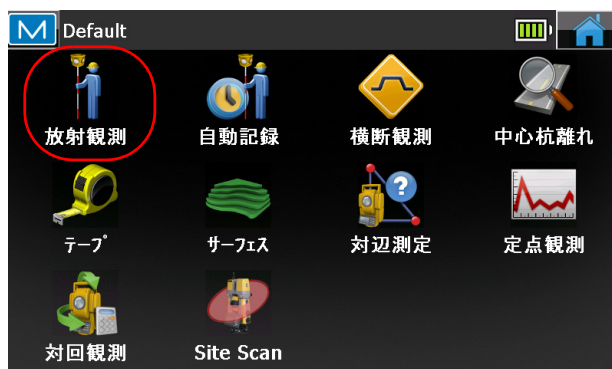 M Default
放射観測 自動記録 横断観測 中心杭離れ
テープ サーフェス 対辺測定 定点観測
対回観測 Site Scan